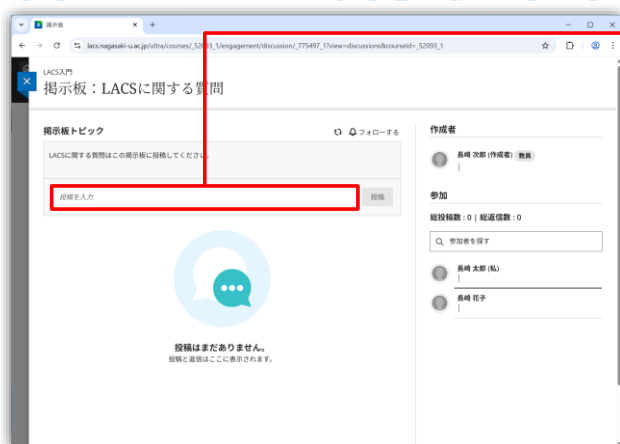 掲示板
lacs.nagasaki-u.ac.jp/ultra/courses/_52093_1/engagement/discussion/_775497_1?view=discussions&courseId=_52093_1
LACS入門
掲示板：LACSに関する質問
掲示板トピック
フォローする
LACSに関する質問はこの掲示板に投稿してください。
投稿を入力
投稿
投稿はまだありません。
投稿と返信はここに表示されます。
作成者
長崎 次郎 (作成者) 教員
参加
総投稿数：0 | 総返信数：0
参加者を探す
長崎 太郎 (私)
長崎 花子